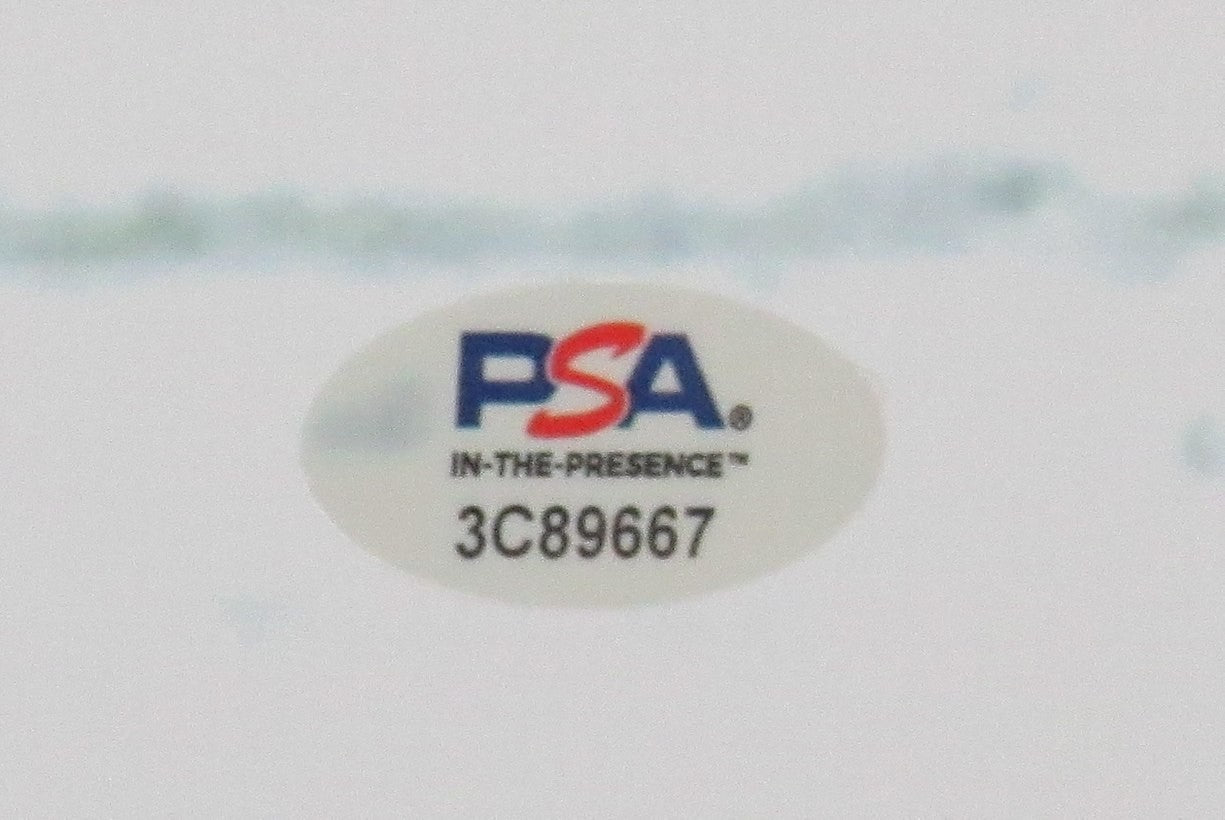 PSA®
IN-THE-PRESENCE™
3C89667